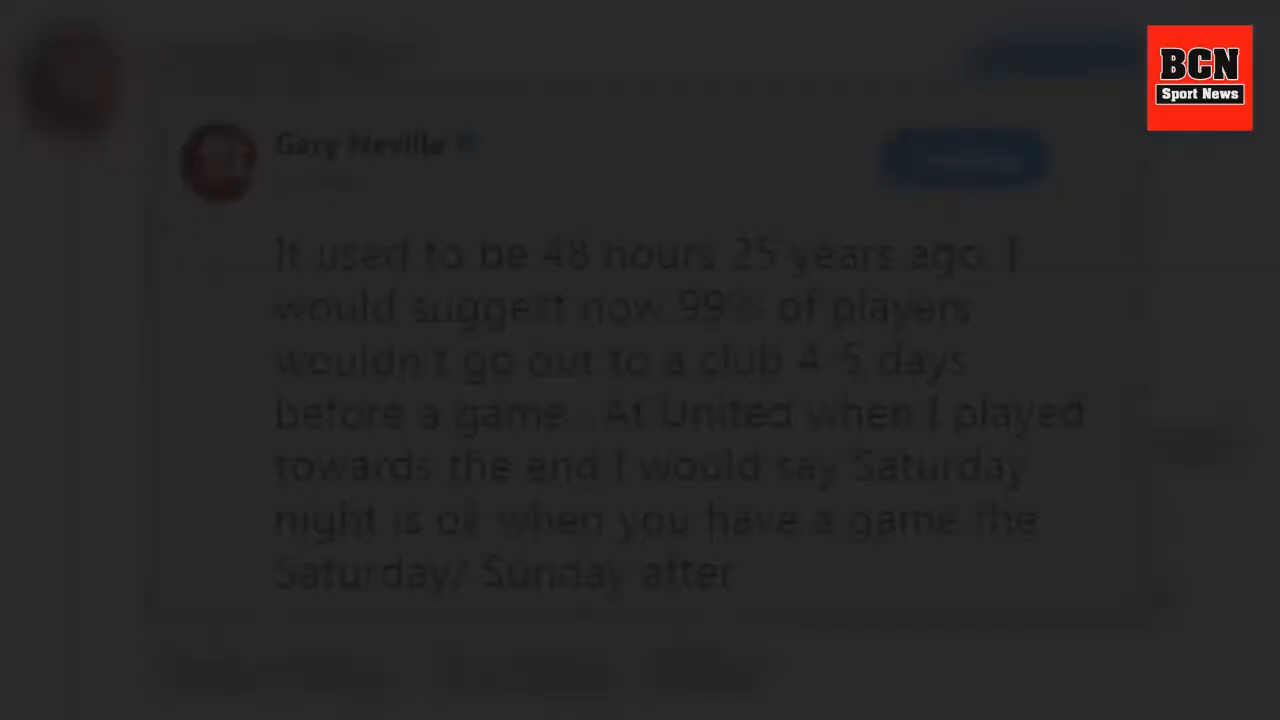 BCN
Sport News
Gary Neville
It used to be 48 hours 25 years ago. I
would suggest now 99% of players
wouldn't go out to a club 4-5 days
before a game.. At United when I played
towards the end I would say Saturday
night is ok when you have a game the
Saturday/ Sunday after